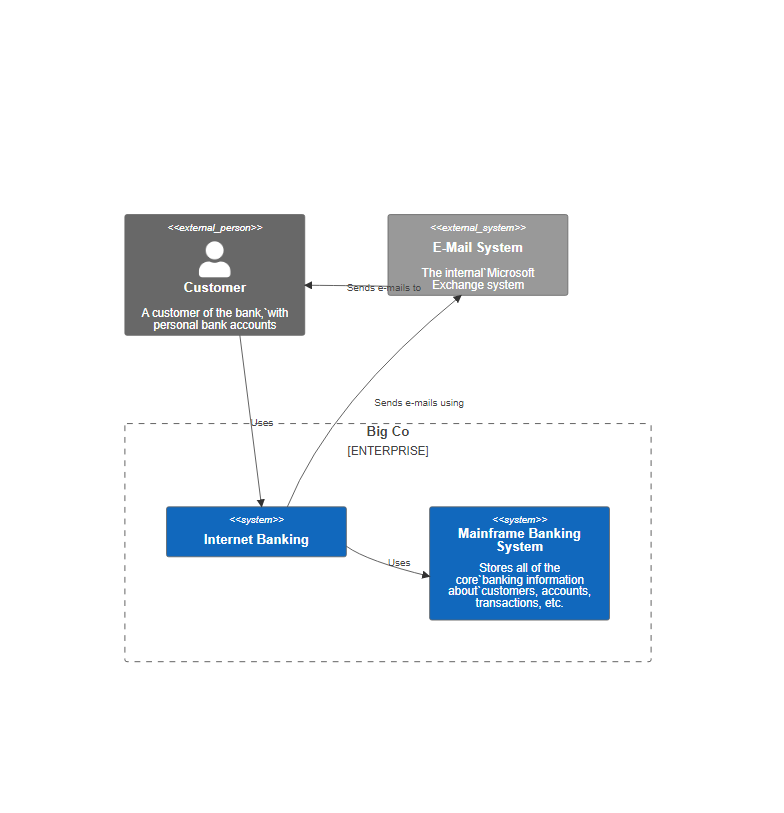 <<external_person>>
Customer
A customer of the bank,`with
personal bank accounts
<<external_system>>
E-Mail System
The internal`Microsoft
Exchange system
Sends e-mails to
Sends e-mails using
Uses
Big Co
[ENTERPRISE]
<<system>>
Internet Banking
Uses
<<system>>
Mainframe Banking
System
Stores all of the
core`banking information
about`customers, accounts,
transactions, etc.